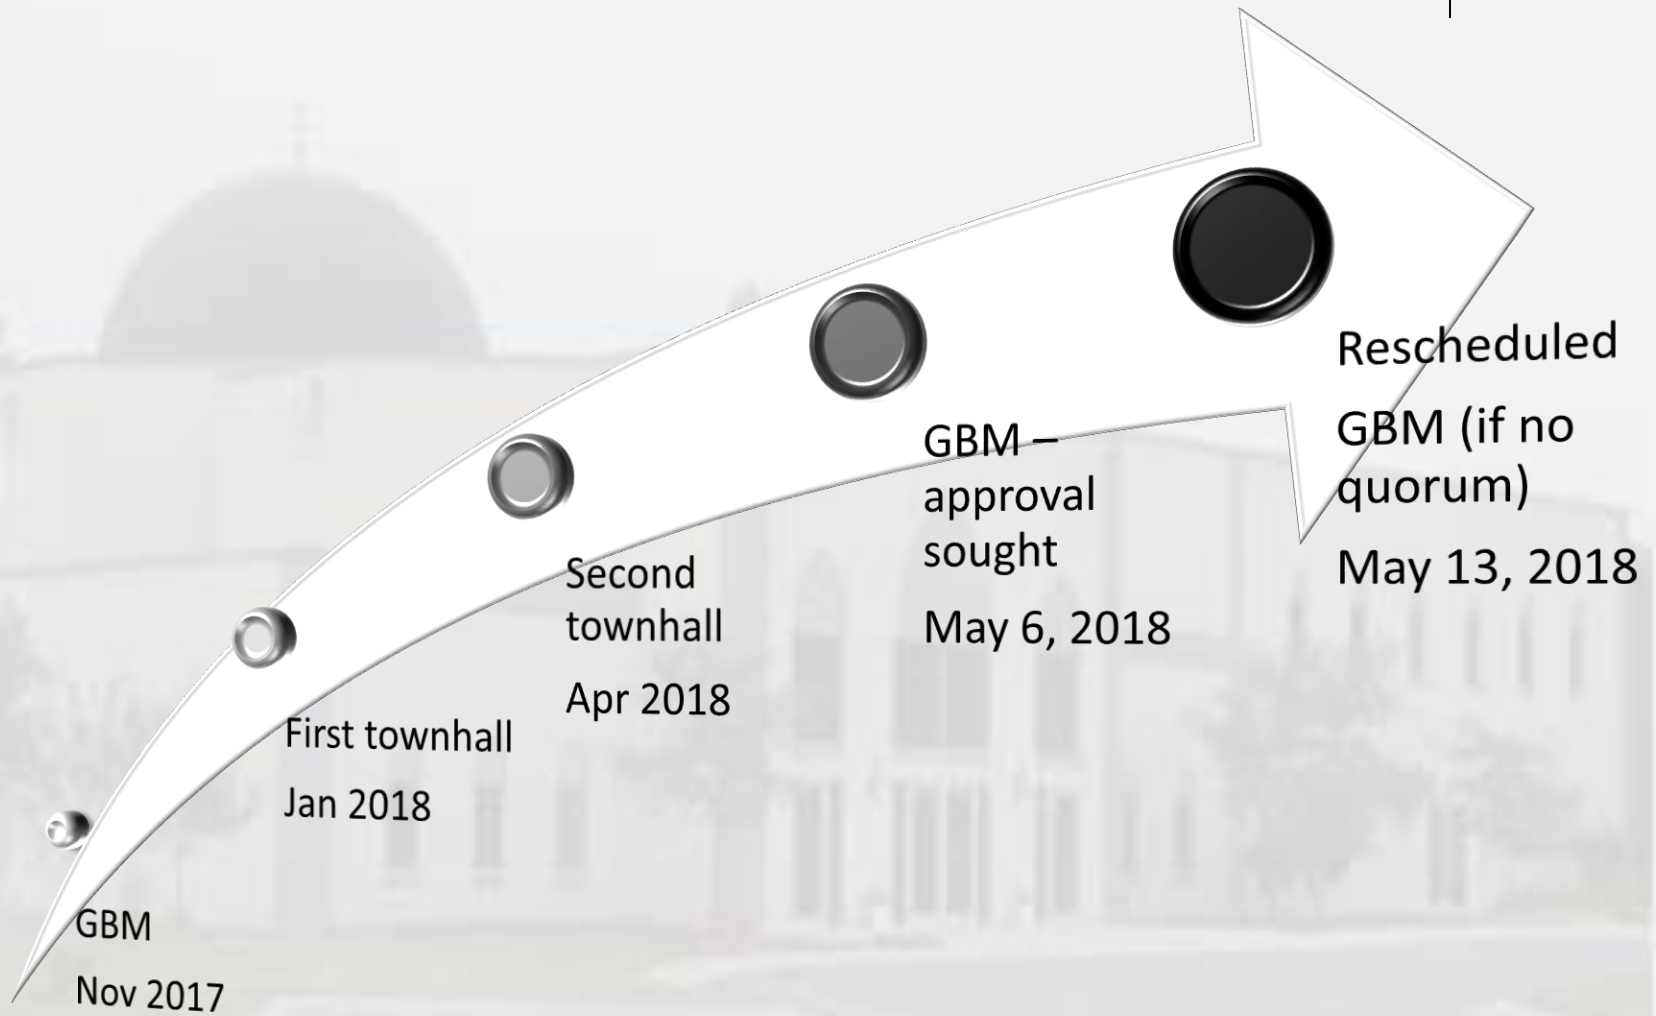 GBM
Nov 2017
First townhall
Jan 2018
Second
townhall
Apr 2018
GBM –
approval
sought
May 6, 2018
Rescheduled
GBM (if no
quorum)
May 13, 2018